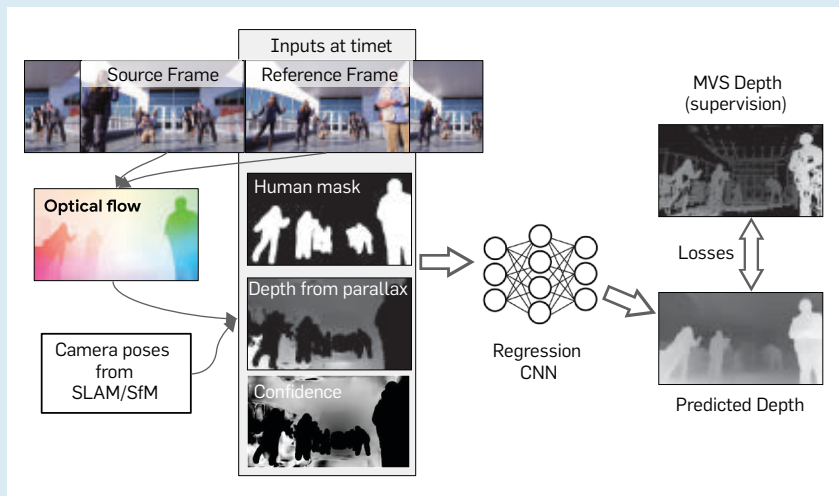 Inputs at timet
Source Frame
Reference Frame
MVS Depth
(supervision)
Optical flow
Human mask
Losses
Depth from parallax
Camera poses
from
SLAM/SfM
Regression
CNN
Confidence
Predicted Depth